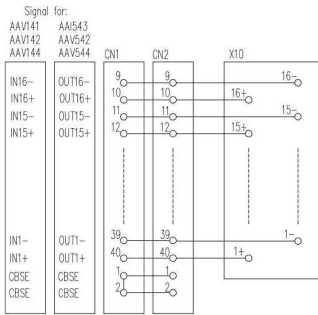 Signal for:
AAV141 AAI543
AAV142 AAV542
AAV144 AAV544 CN1 CN2 X10
IN16- OUT16- 9 9 16-
IN16+ OUT16+ 10 10 16+
IN15- OUT15- 11 11 15-
IN15+ OUT15+ 12 12 15+
IN1- OUT1- 39 39 1-
IN1+ OUT1+ 40 40 1+
CBSE CBSE 1 1
CBSE CBSE 2 2